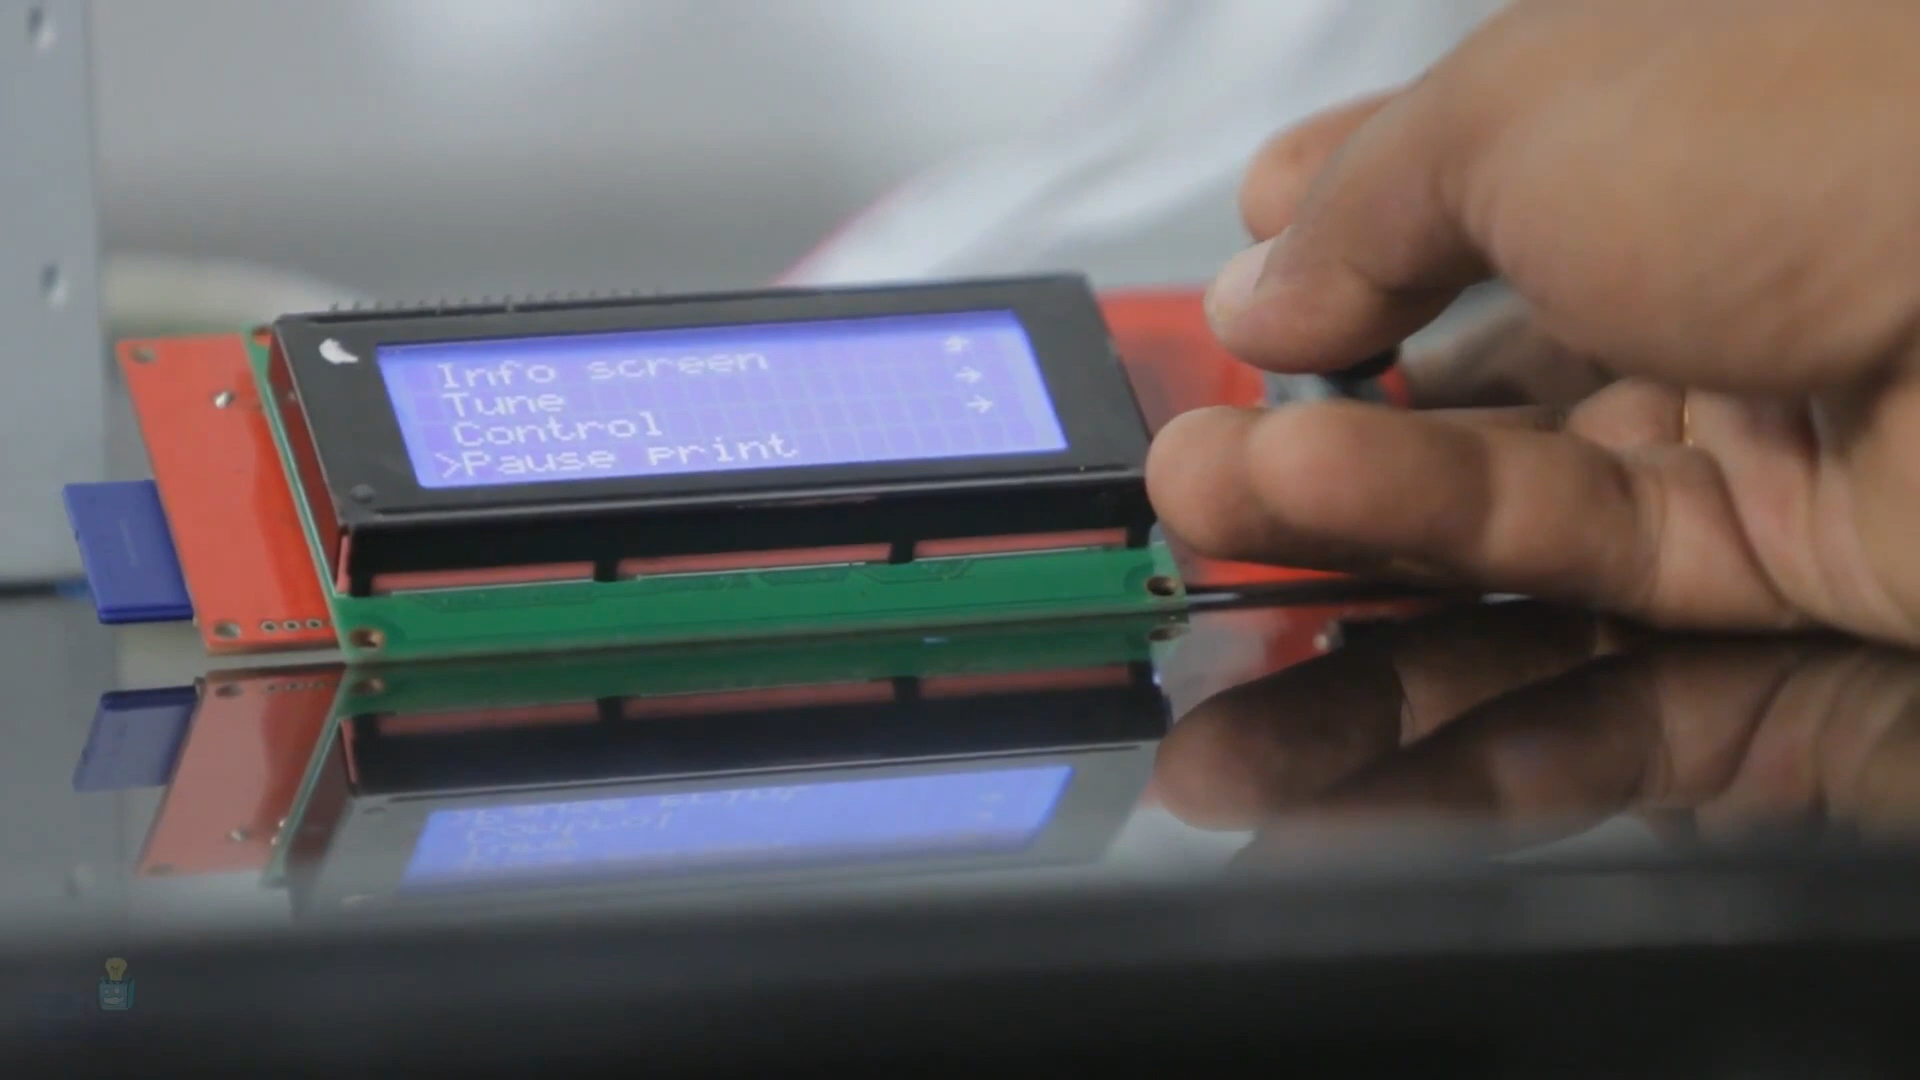 Info screen →
Tune →
Control →
>Pause print